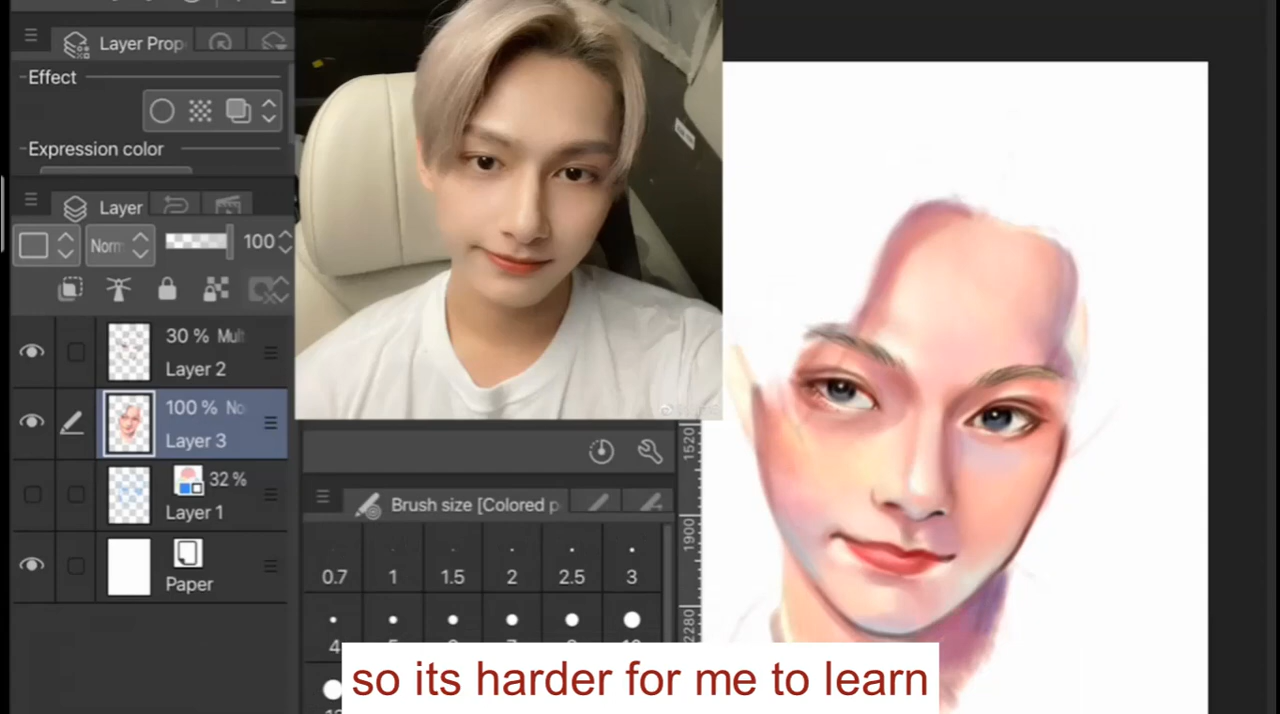 Layer Prop
Effect
Expression color
Layer
Norm
100
30 % Mult
Layer 2
100 % No
Layer 3
32 %
Layer 1
Paper
Brush size [Colored p
0.7 1 1.5 2 2.5 3
4
1520
1900
2280
so its harder for me to learn